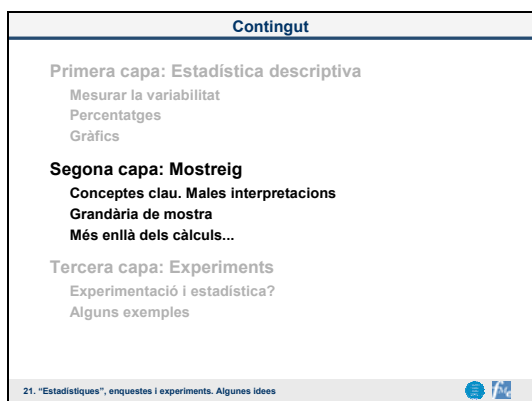 Contingut
Primera capa: Estadística descriptiva
Mesurar la variabilitat
Percentatges
Gràfics
Segona capa: Mostreig
Conceptes clau. Males interpretacions
Grandària de mostra
Més enllà dels càlculs...
Tercera capa: Experiments
Experimentació i estadística?
Alguns exemples
21. “Estadístiques”, enquestes i experiments. Algunes idees